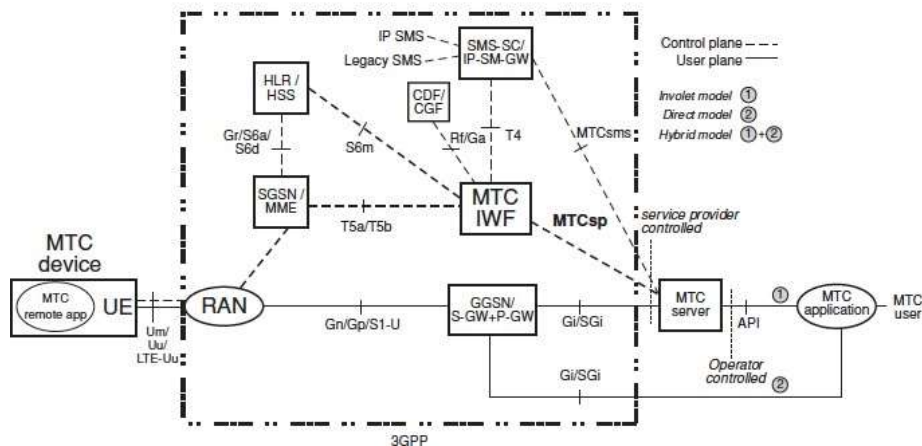 IP SMS
Legacy SMS
SMS-SC/
IP-SM-GW
Control plane
User plane
HLR /
HSS
CDF/
CGF
Involet model 1
Direct model 2
Hybrid model 1+2
Gr/S6a/
S6d
S6m
Rf/Ga
T4
MTCsms
SGSN /
MME
T5a/T5b
MTC
IWF
MTCsp
service provider
controlled
MTC
device
MTC
remote app
UE
Um/
Uu/
LTE-Uu
RAN
Gn/Gp/S1-U
GGSN/
S-GW+P-GW
Gi/SGi
MTC
server
1
API
MTC
application
MTC
user
Operator
controlled
2
Gi/SGi
3GPP